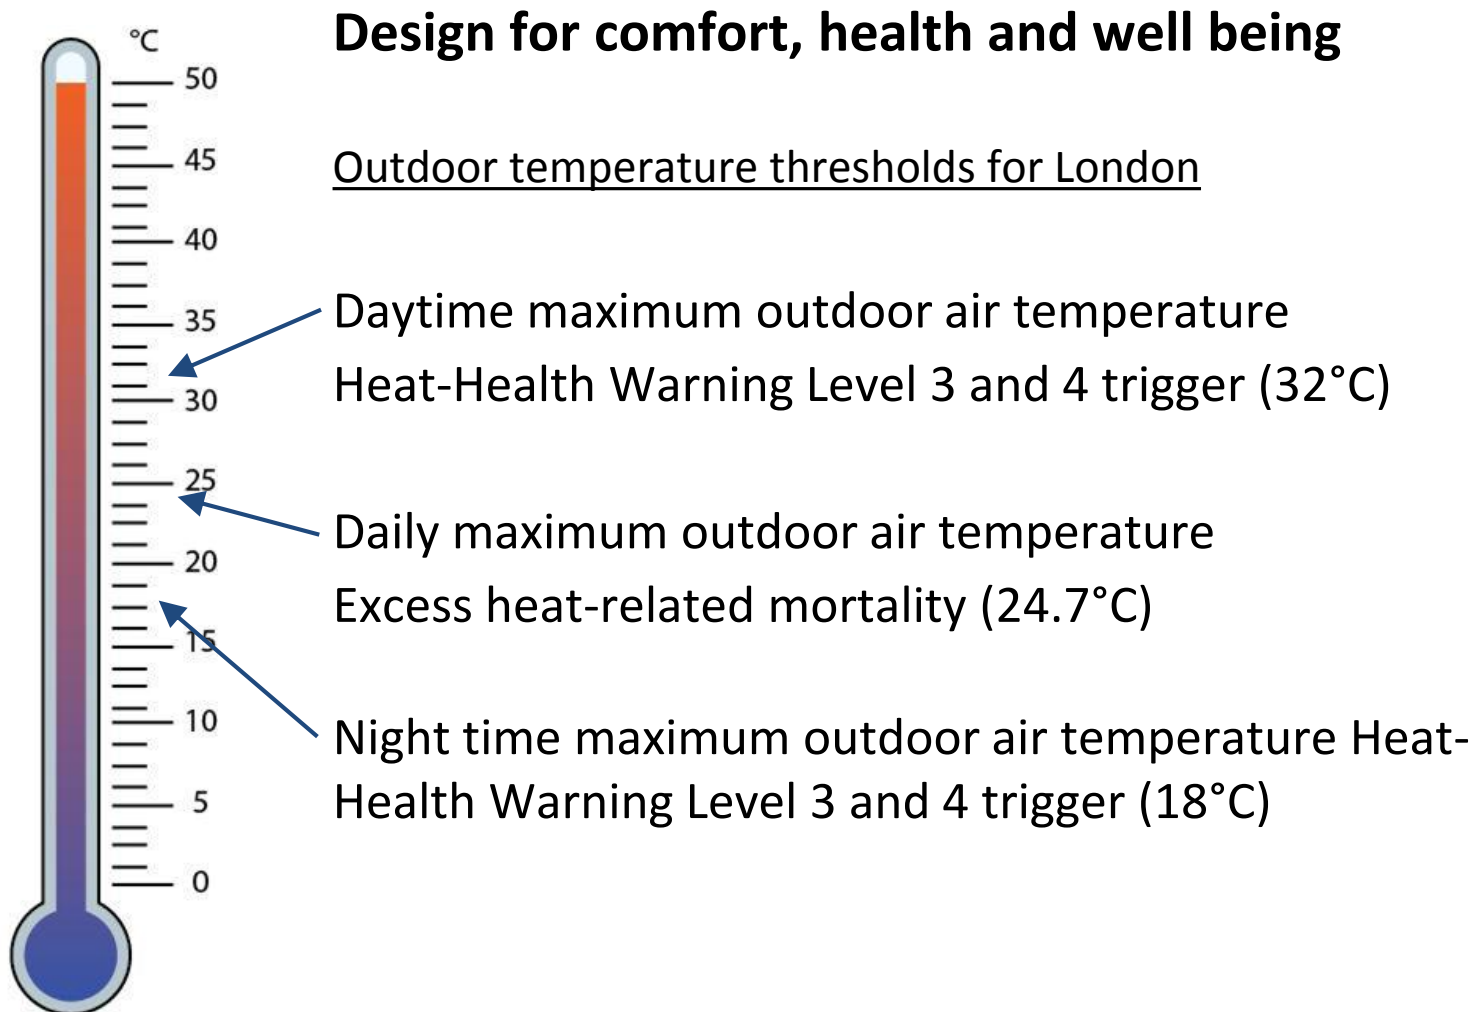 °C
Design for comfort, health and well being
50
45
Outdoor temperature thresholds for London
40
35
Daytime maximum outdoor air temperature
Heat-Health Warning Level 3 and 4 trigger (32°C)
30
25
Daily maximum outdoor air temperature
20
Excess heat-related mortality (24.7°C)
15
10
Night time maximum outdoor air temperature Heat-
Health Warning Level 3 and 4 trigger (18°C)
5
0